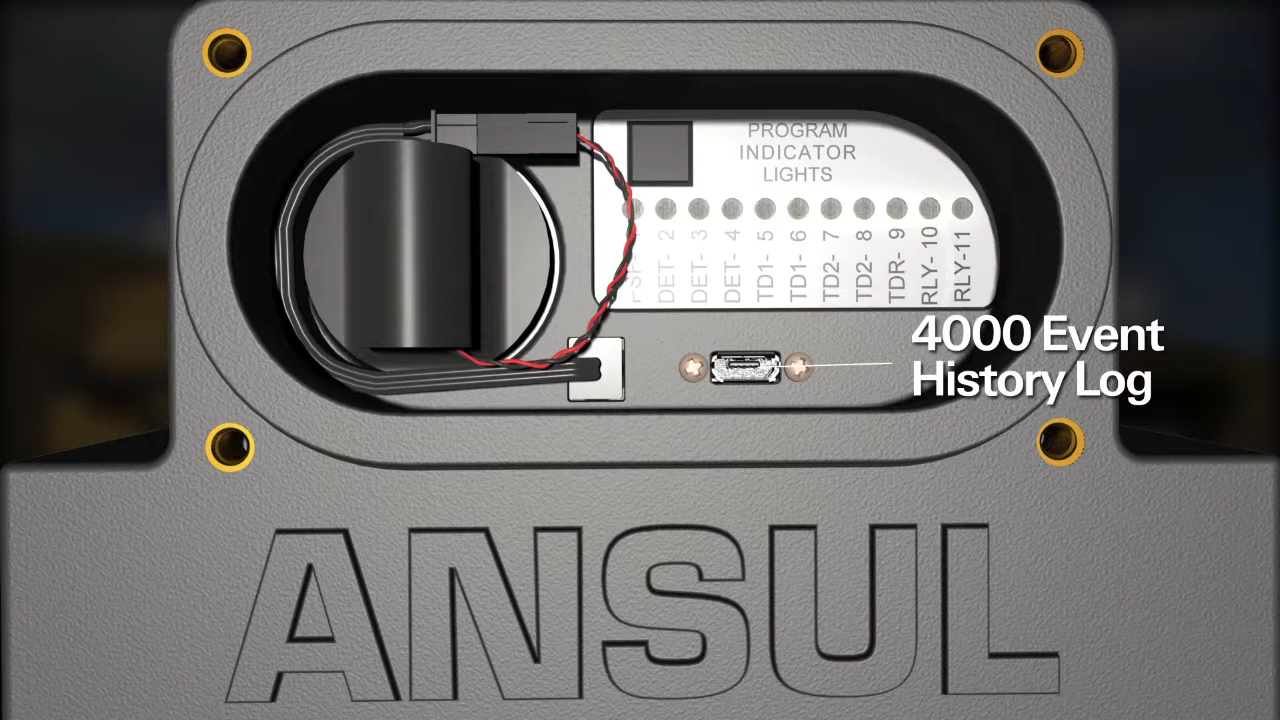 PROGRAM
INDICATOR
LIGHTS
DET- 2
DET- 3
DET- 4
TD1- 5
TD1- 6
TD2- 7
TD2- 8
TDR- 9
RLY- 10
RLY-11
4000 Event
History Log
ANSUL